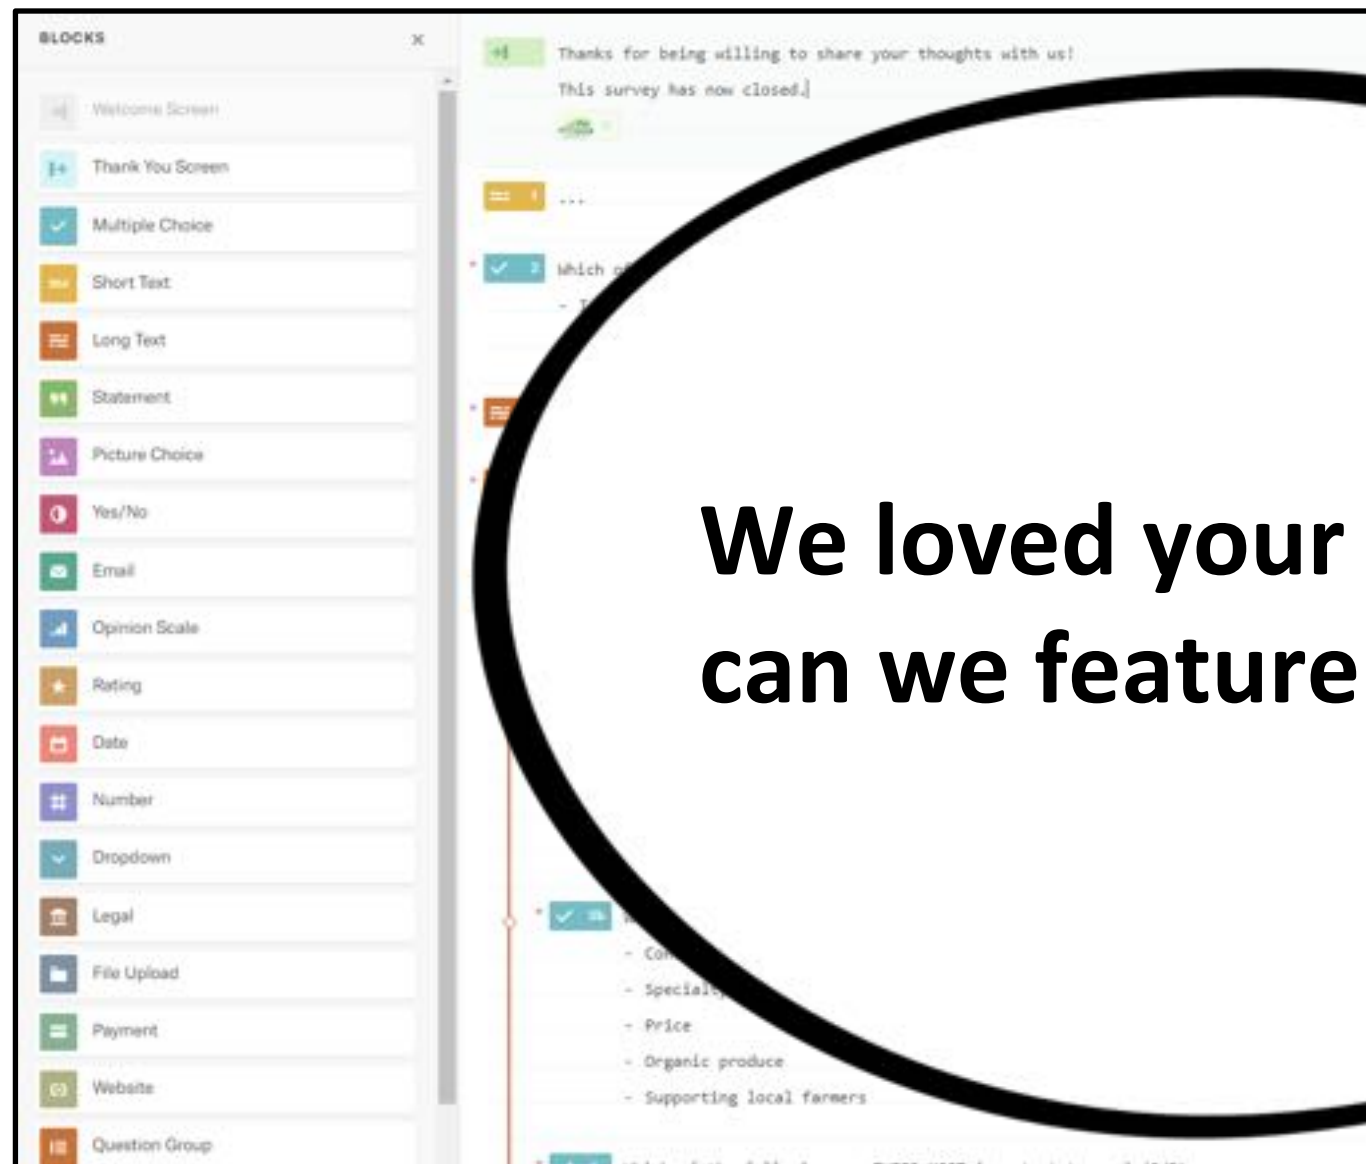 BLOCKS
Welcome Screen
Thank You Screen
Multiple Choice
Short Text
Long Text
Statement
Picture Choice
Yes/No
Email
Opinion Scale
Rating
Date
Number
Dropdown
Legal
File Upload
Payment
Website
Question Group
Thanks for being willing to share your thoughts with us!
This survey has now closed.
...
Which
We loved your
can we feature
-
- Price
- Organic produce
- Supporting local farmers